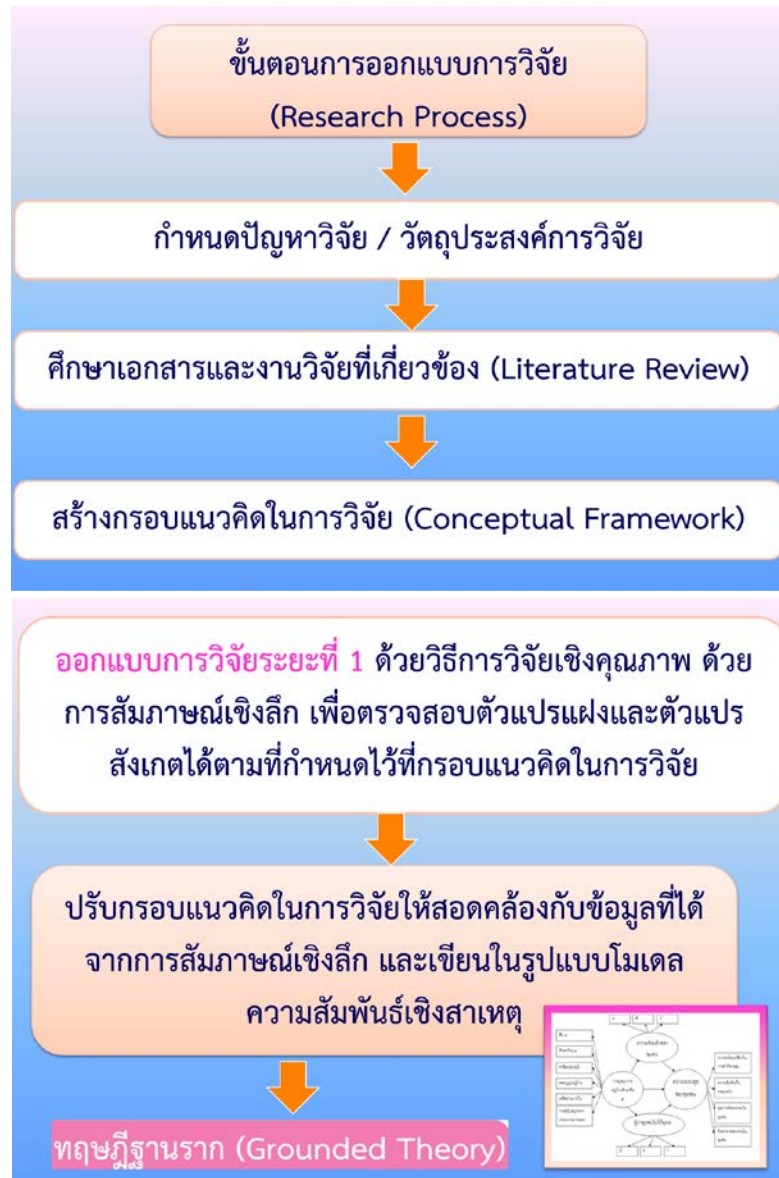 ขั้นตอนการออกแบบการวิจัย
(Research Process)
กำหนดปัญหาวิจัย / วัตถุประสงค์การวิจัย
ศึกษาเอกสารและงานวิจัยที่เกี่ยวข้อง (Literature Review)
สร้างกรอบแนวคิดในการวิจัย (Conceptual Framework)
ออกแบบการวิจัยระยะที่ 1 ด้วยวิธีการวิจัยเชิงคุณภาพ ด้วย
การสัมภาษณ์เชิงลึก เพื่อตรวจสอบตัวแปรแฝงและตัวแปร
สังเกตได้ตามที่กำหนดไว้ที่กรอบแนวคิดในการวิจัย
ปรับกรอบแนวคิดในการวิจัยให้สอดคล้องกับข้อมูลที่ได้
จากการสัมภาษณ์เชิงลึก และเขียนในรูปแบบโมเดล
ความสัมพันธ์เชิงสาเหตุ
ทฤษฎีฐานราก (Grounded Theory)